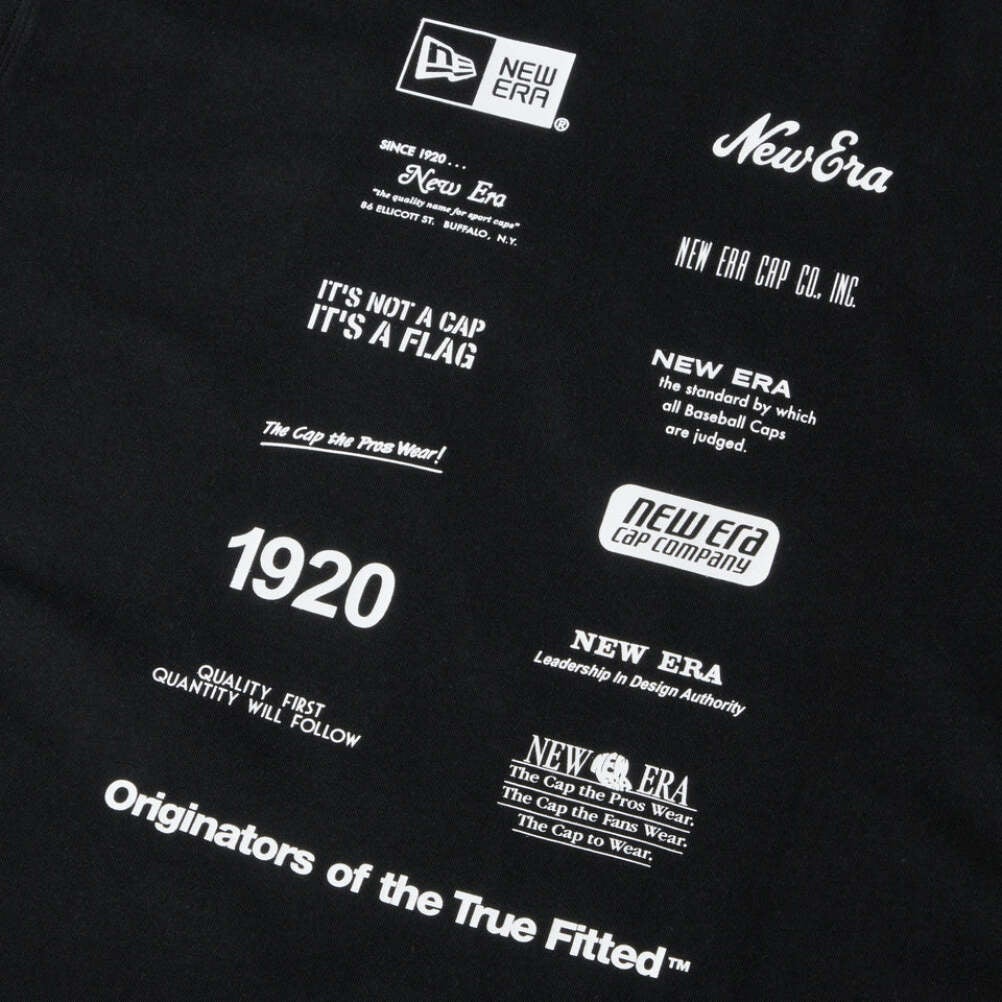 NE
NEW
ERA
®
SINCE 1920...
New Era
"the quality name for sport caps"
86 ELLICOTT ST. BUFFALO, N.Y.
IT'S NOT A CAP
IT'S A FLAG
The Cap the Pros Wear!
1920
QUALITY FIRST
QUANTITY WILL FOLLOW
New Era
NEW ERA CAP CO., INC.
NEW ERA
the standard by which
all Baseball Caps
are judged.
new era
cap company
NEW ERA
Leadership In Design Authority
NEW ERA
The Cap the Pros Wear.
The Cap the Fans Wear.
The Cap to Wear.
Originators of the True Fitted™